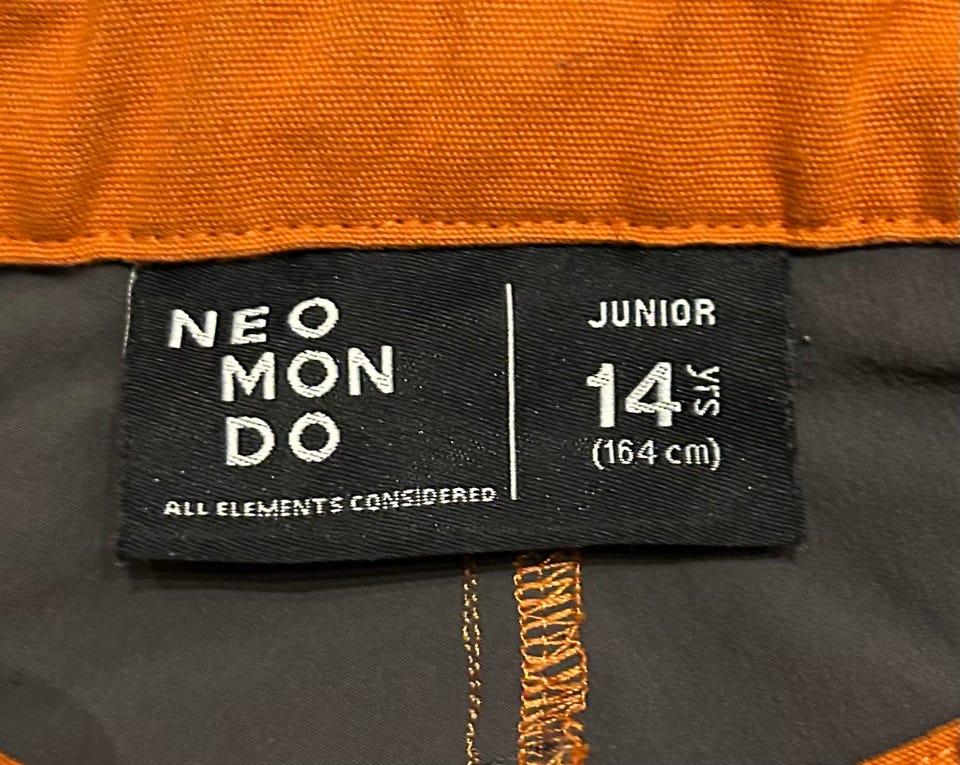 NEO
MON
DO
ALL ELEMENTS CONSIDERED
JUNIOR
14 yrs
(164 cm)